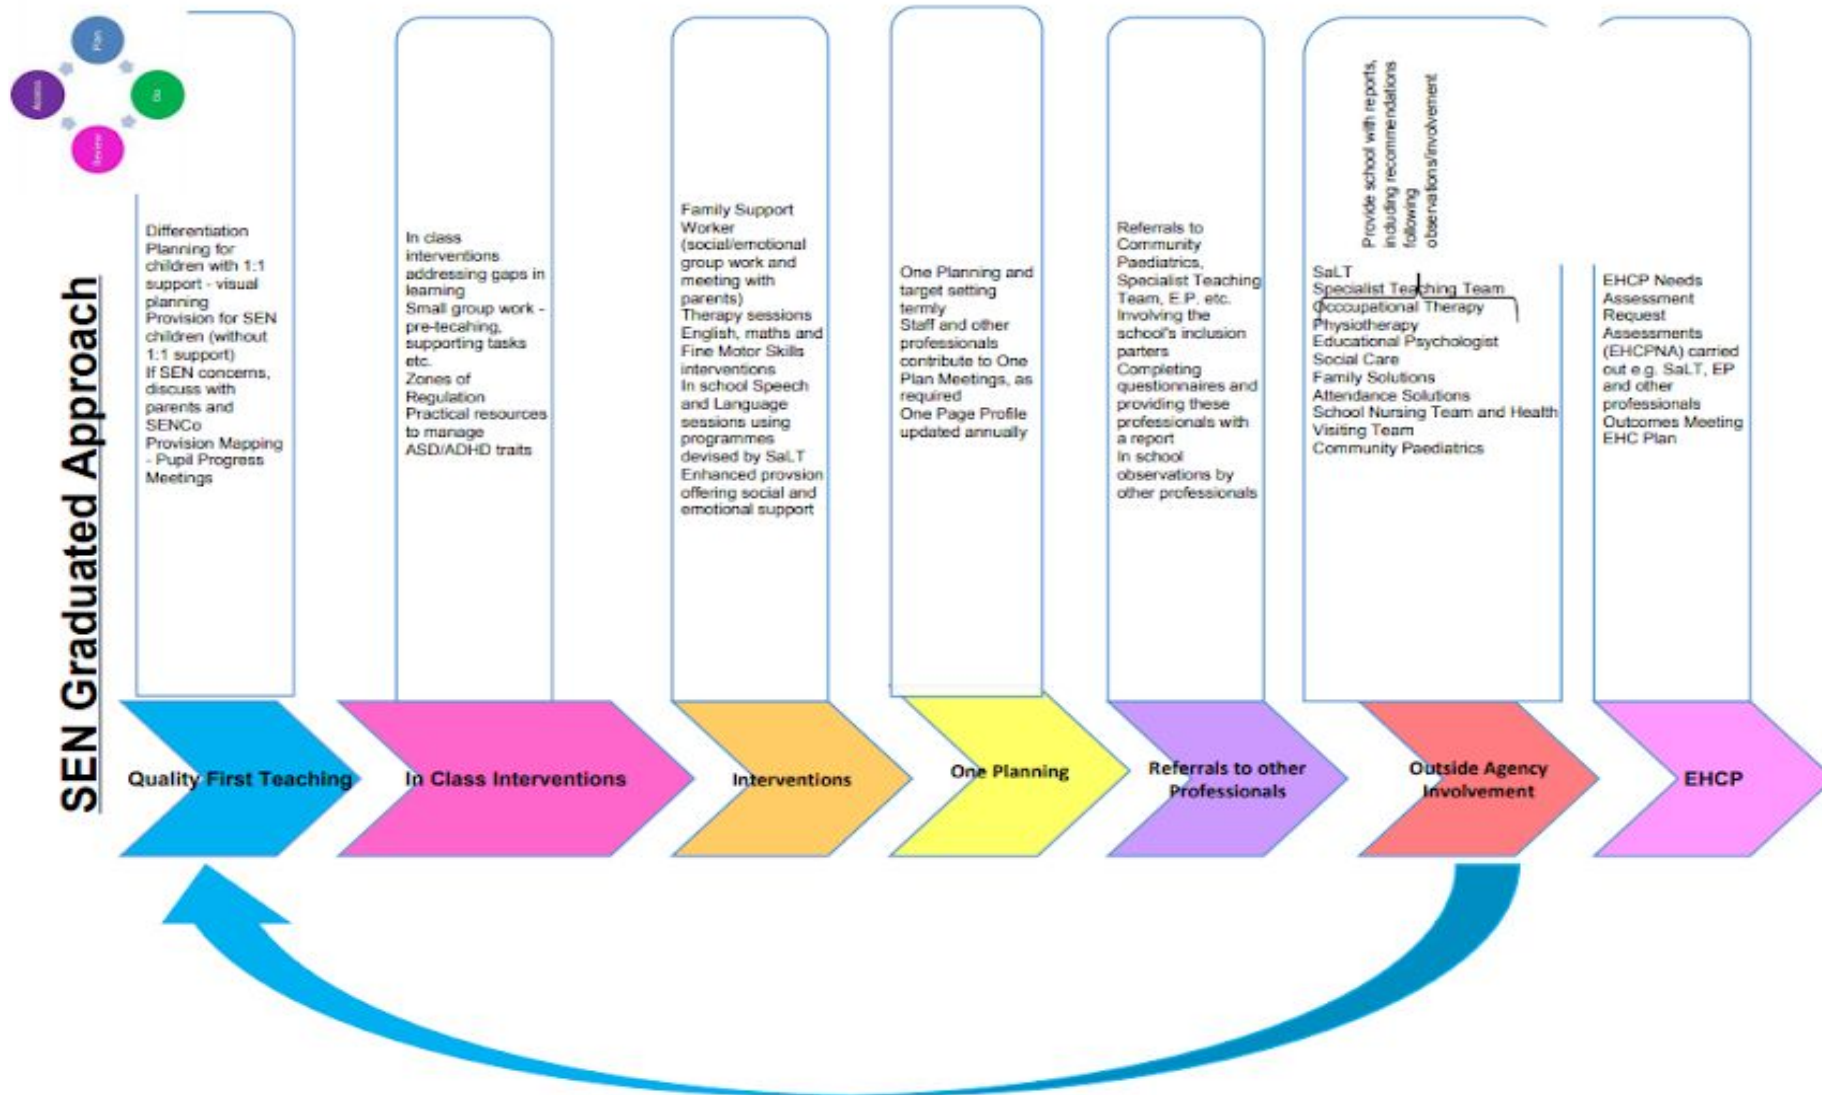 Plan
Do
Review
Assess
SEN Graduated Approach
Differentiation
Planning for
children with 1:1
support - visual
planning
Provision for SEN
children (without
1:1 support)
If SEN concerns,
discuss with
parents and
SENCo
Provision Mapping
- Pupil Progress
Meetings
In class
interventions
addressing gaps in
learning
Small group work -
pre-tecahing,
supporting tasks
etc.
Zones of
Regulation
Practical resources
to manage
ASD/ADHD traits
Family Support
Worker
(social/emotional
group work and
meeting with
parents)
Therapy sessions
English, maths and
Fine Motor Skills
interventions
In school Speech
and Language
sessions using
programmes
devised by SaLT
Enhanced provsion
offering social and
emotional support
One Planning and
target setting
termly
Staff and other
professionals
contribute to One
Plan Meetings, as
required
One Page Profile
updated annually
Referrals to
Community
Paediatrics,
Specialist Teaching
Team, E.P. etc.
Involving the
school's inclusion
parters
Completing
questionnaires and
providing these
professionals with
a report
In school
observations by
other professionals
Provide school with reports,
including recommendations
following
observations/involvement
SaLT
Specialist Teaching Team
Occcupational Therapy
Physiotherapy
Educational Psychologist
Social Care
Family Solutions
Attendance Solutions
School Nursing Team and Health
Visiting Team
Community Paediatrics
EHCP Needs
Assessment
Request
Assessments
(EHCPNA) carried
out e.g. SaLT, EP
and other
professionals
Outcomes Meeting
EHC Plan
Quality First Teaching
In Class Interventions
Interventions
One Planning
Referrals to other
Professionals
Outside Agency
Involvement
EHCP